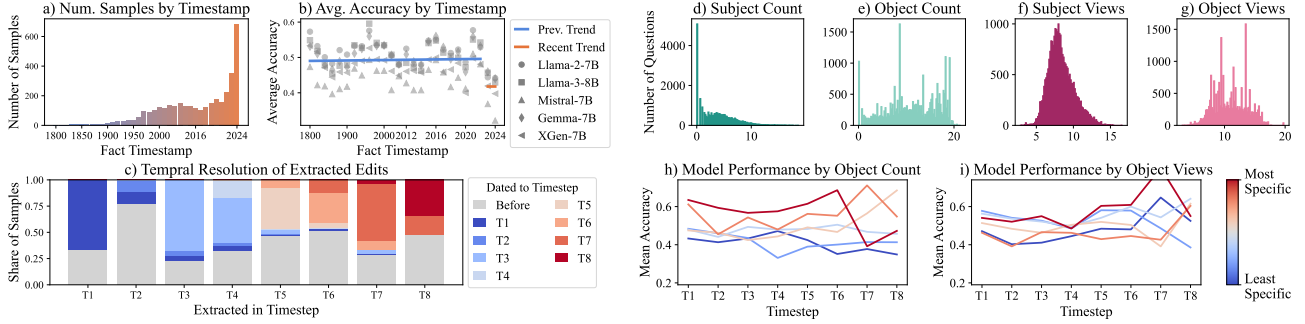 a) Num. Samples by Timestamp
Number of Samples
600
400
200
0
1800
1850
1900
1950
2000
2016
2024
Fact Timestamp
b) Avg. Accuracy by Timestamp
Average Accuracy
0.6
0.5
0.4
1800
1900
2000
2012
2016
2020
2024
Fact Timestamp
Prev. Trend
Recent Trend
Llama-2-7B
Llama-3-8B
Mistral-7B
Gemma-7B
XGen-7B
c) Tempral Resolution of Extracted Edits
Share of Samples
1.00
0.75
0.50
0.25
0.00
T1
T2
T3
T4
T5
T6
T7
T8
Extracted in Timestep
Dated to Timestep
Before
T1
T2
T3
T4
T5
T6
T7
T8
d) Subject Count
Number of Questions
4000
2000
0
0
10
e) Object Count
1000
500
0
0
10
20
f) Subject Views
1000
500
0
5
10
15
g) Object Views
1500
1000
500
0
10
20
h) Model Performance by Object Count
Mean Accuracy
0.6
0.4
0.2
T1
T2
T3
T4
T5
T6
T7
T8
Timestep
i) Model Performance by Object Views
Mean Accuracy
0.6
0.4
0.2
T1
T2
T3
T4
T5
T6
T7
T8
Timestep
Most
Specific
Least
Specific